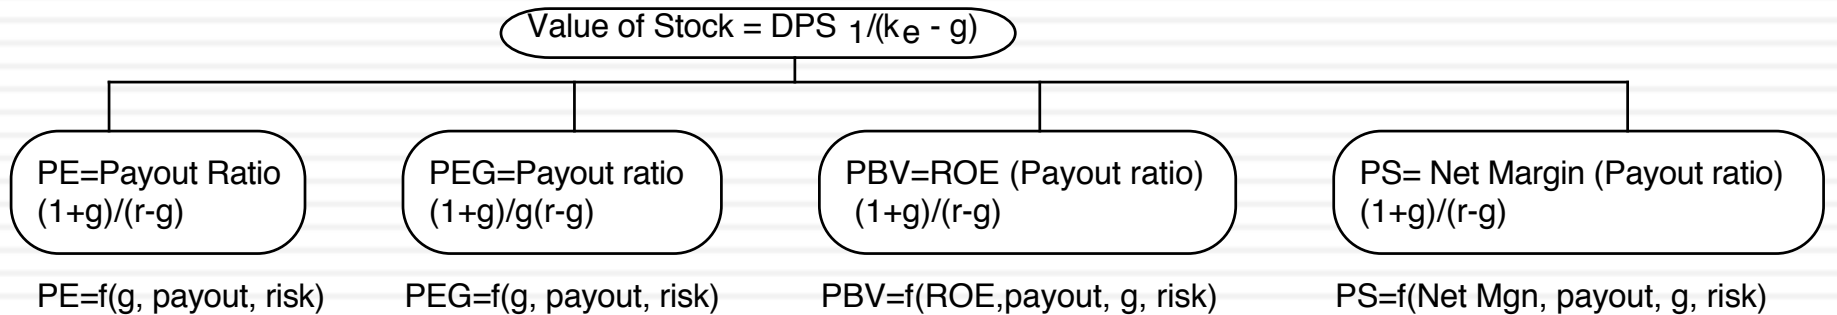 Value of Stock = DPS 1/(ke - g)
PE=Payout Ratio
(1+g)/(r-g)
PEG=Payout ratio
(1+g)/g(r-g)
PBV=ROE (Payout ratio)
(1+g)/(r-g)
PS= Net Margin (Payout ratio)
(1+g)/(r-g)
PE=f(g, payout, risk)
PEG=f(g, payout, risk)
PBV=f(ROE,payout, g, risk)
PS=f(Net Mgn, payout, g, risk)